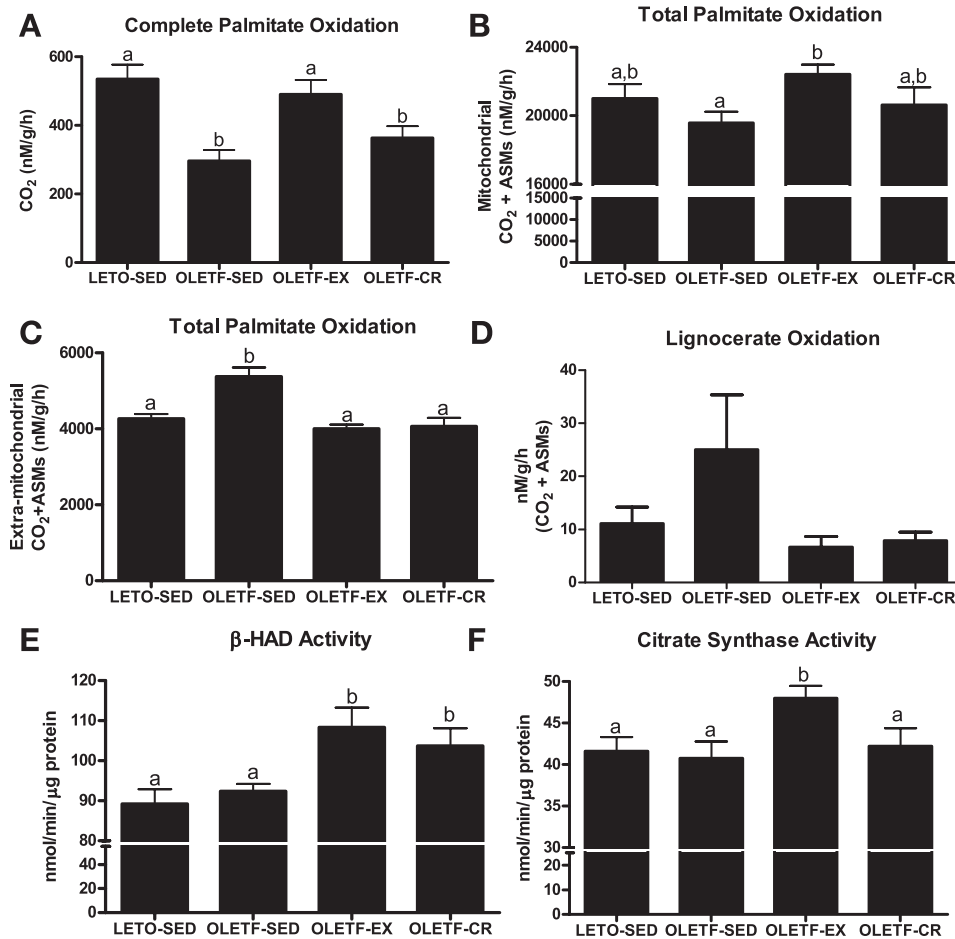 A
Complete Palmitate Oxidation
CO₂ (nM/g/h)
600
400
200
0
a
b
a
b
LETO-SED OLETF-SED OLETF-EX OLETF-CR
B
Total Palmitate Oxidation
Mitochondrial
CO₂ + ASMs (nM/g/h)
24000
20000
16000
15000
10000
5000
0
a,b
a
b
a,b
LETO-SED OLETF-SED OLETF-EX OLETF-CR
C
Total Palmitate Oxidation
Extra-mitochondrial
CO₂+ASMs (nM/g/h)
6000
4000
2000
0
a
b
a
a
LETO-SED OLETF-SED OLETF-EX OLETF-CR
D
Lignocerate Oxidation
nM/g/h
(CO₂ + ASMs)
40
30
20
10
0
LETO-SED OLETF-SED OLETF-EX OLETF-CR
E
β-HAD Activity
nmol/min/µg protein
120
110
100
90
80
40
20
0
a
a
b
b
LETO-SED OLETF-SED OLETF-EX OLETF-CR
F
Citrate Synthase Activity
nmol/min/µg protein
50
45
40
35
30
20
10
0
a
a
b
a
LETO-SED OLETF-SED OLETF-EX OLETF-CR